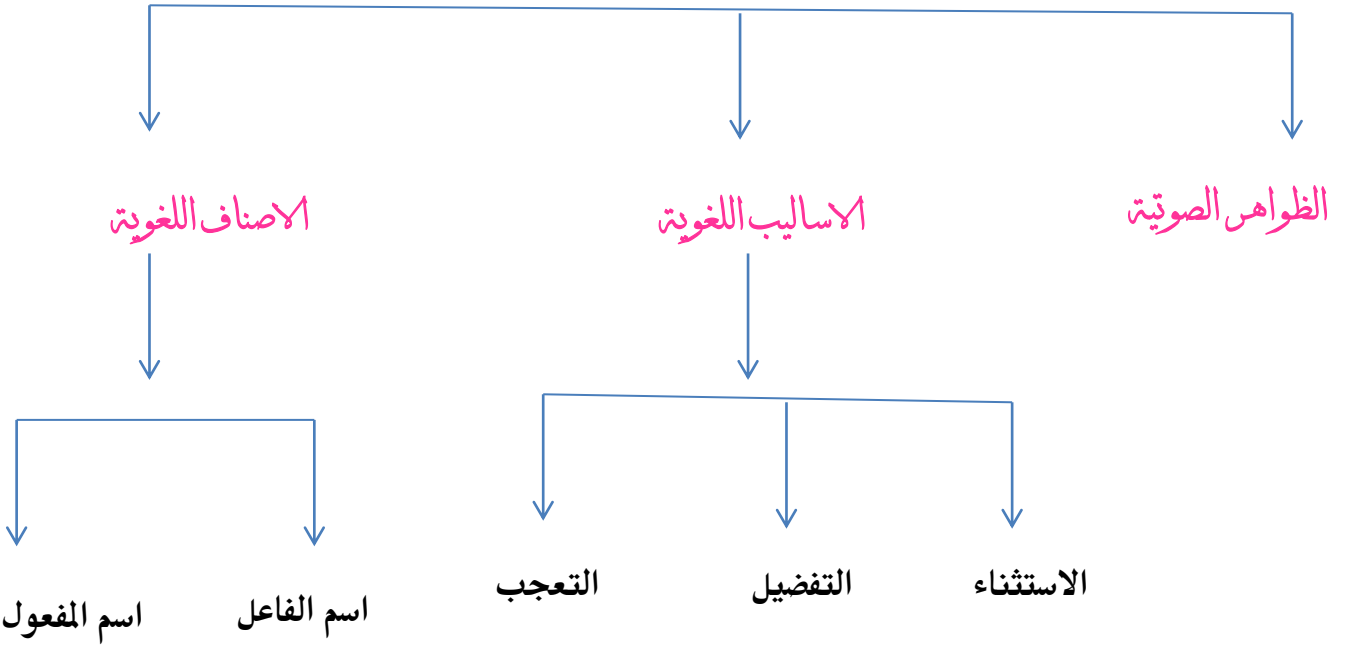 الظواهر الصوتية
الاساليب اللغوية
الاصناف اللغوية
الاستثناء
التفضيل
التعجب
اسم الفاعل
اسم المفعول